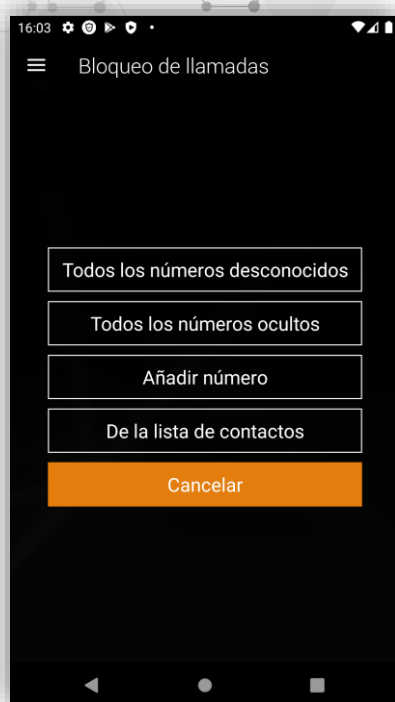 16:03
Bloqueo de llamadas
Todos los números desconocidos
Todos los números ocultos
Añadir número
De la lista de contactos
Cancelar